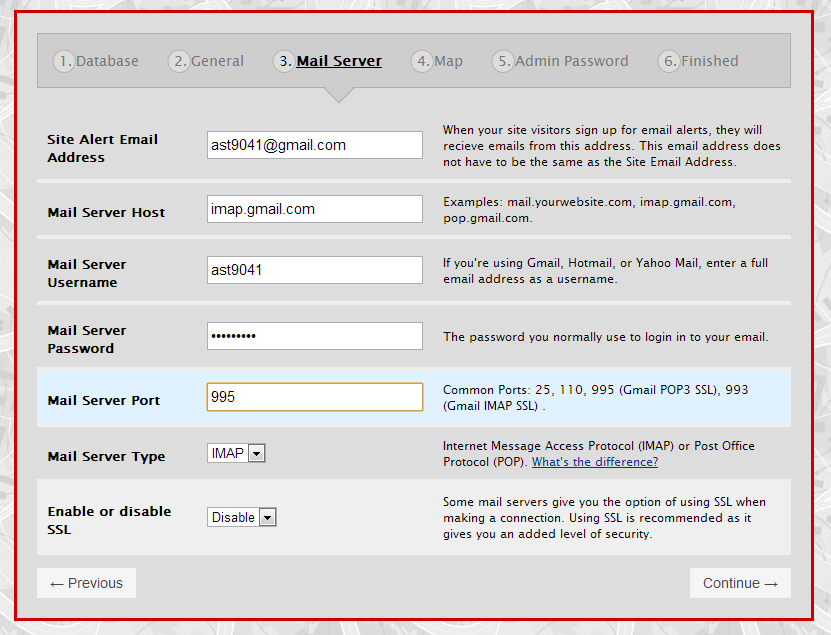 1. Database 2. General 3. Mail Server 4. Map 5. Admin Password 6. Finished
Site Alert Email
Address
ast9041@gmail.com
When your site visitors sign up for email alerts, they will
recieve emails from this address. This email address does
not have to be the same as the Site Email Address.
Mail Server Host
imap.gmail.com
Examples: mail.yourwebsite.com, imap.gmail.com,
pop.gmail.com.
Mail Server
Username
ast9041
If you're using Gmail, Hotmail, or Yahoo Mail, enter a full
email address as a username.
Mail Server
Password
•••••••••
The password you normally use to login in to your email.
Mail Server Port
995
Common Ports: 25, 110, 995 (Gmail POP3 SSL), 993
(Gmail IMAP SSL) .
Mail Server Type
IMAP
Internet Message Access Protocol (IMAP) or Post Office
Protocol (POP). What's the difference?
Enable or disable
SSL
Disable
Some mail servers give you the option of using SSL when
making a connection. Using SSL is recommended as it
gives you an added level of security.
← Previous
Continue →